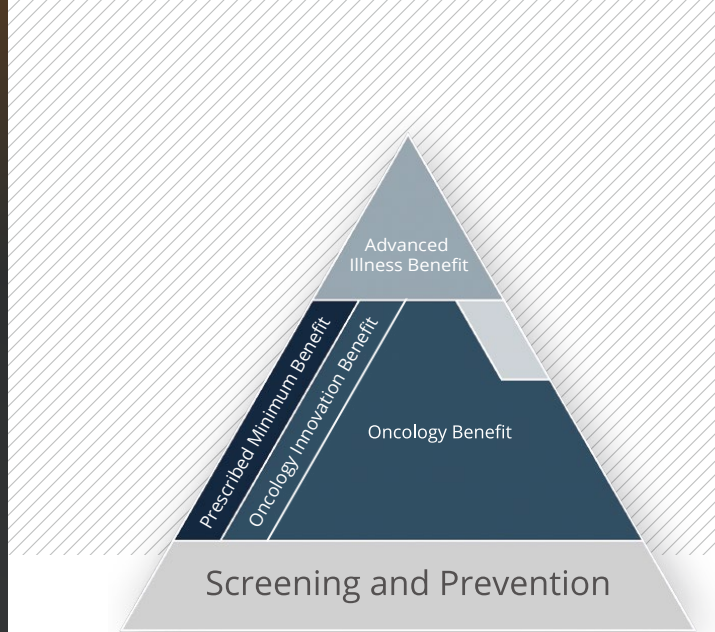 Advanced
Illness Benefit
Prescribed Minimum Benefit
Oncology Innovation Benefit
Oncology Benefit
Screening and Prevention